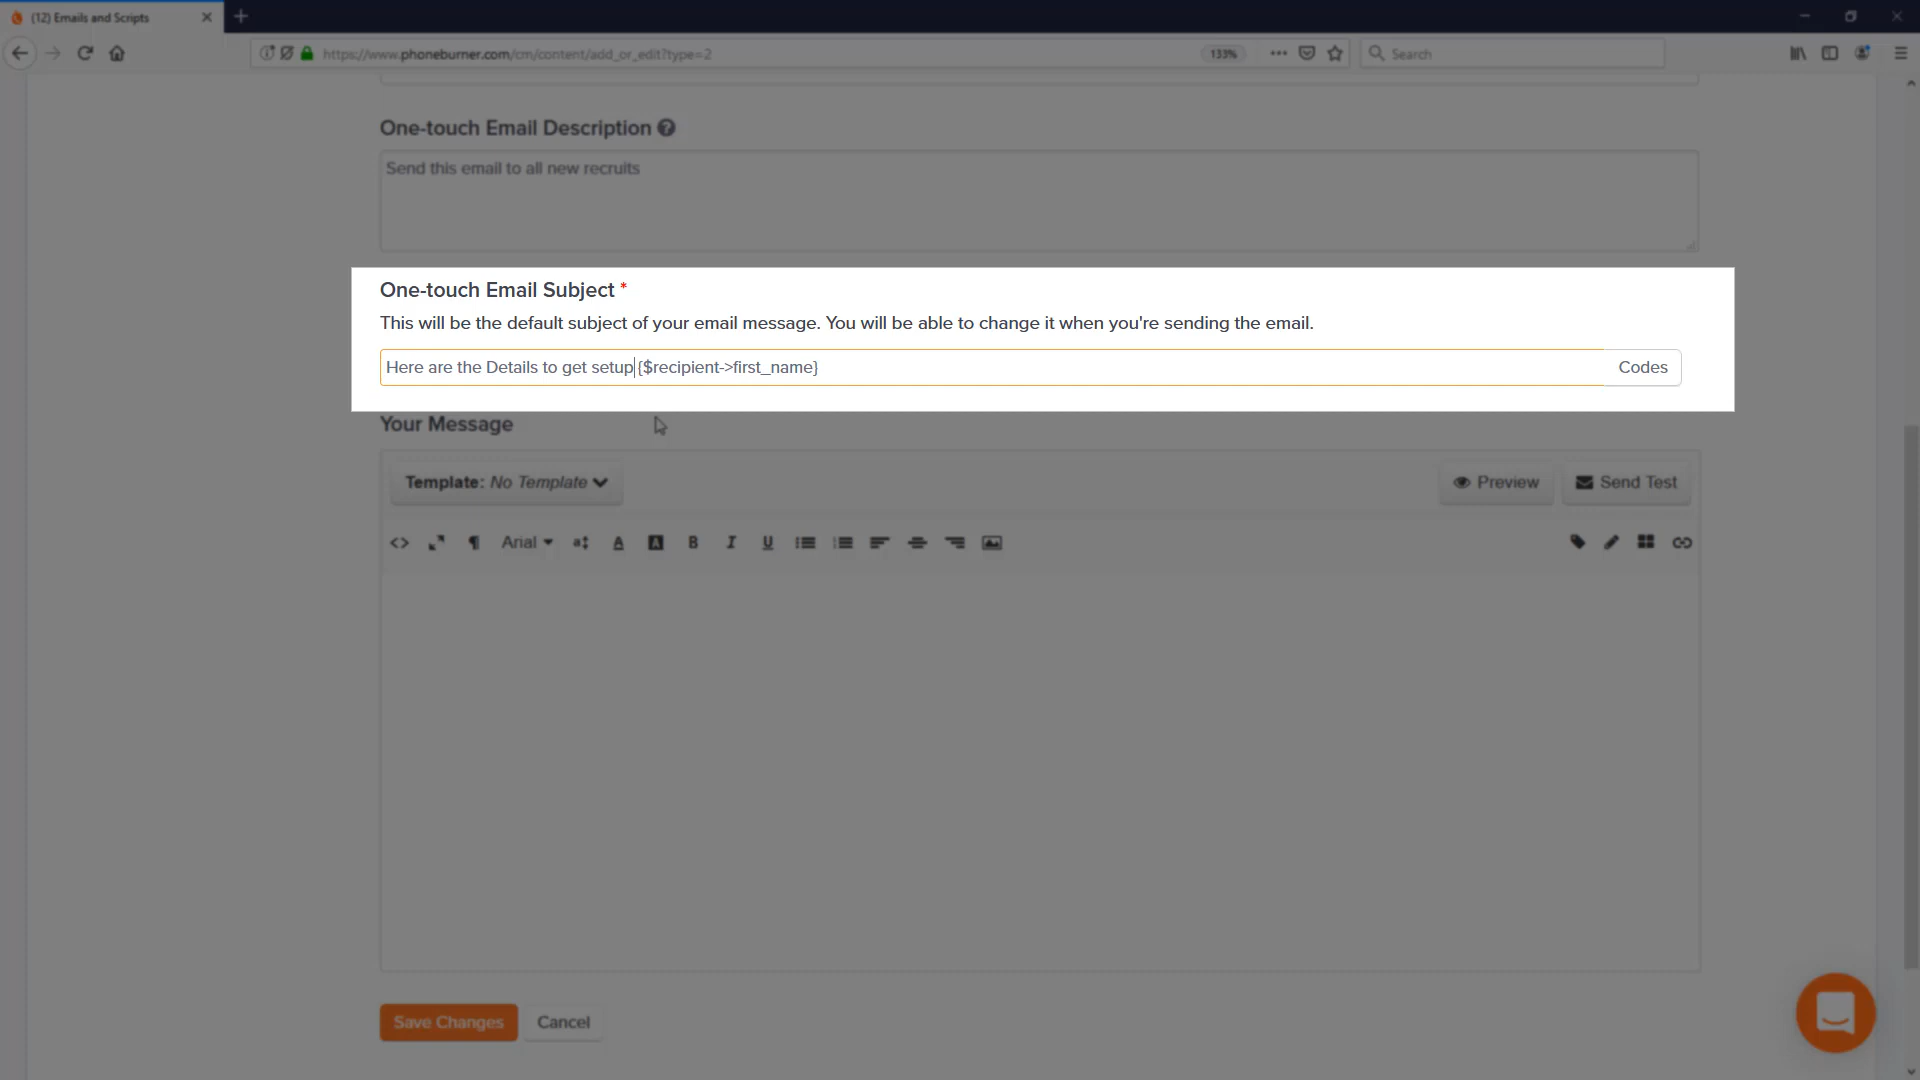 (12) Emails and Scripts
https://www.phoneburner.com/cm/content/add_or_edit?type=2
133%
Search
One-touch Email Description
Send this email to all new recruits
One-touch Email Subject *
This will be the default subject of your email message. You will be able to change it when you're sending the email.
Here are the Details to get setup{$recipient->first_name}
Codes
Your Message
Template: No Template
Preview
Send Test
Arial
Save Changes
Cancel